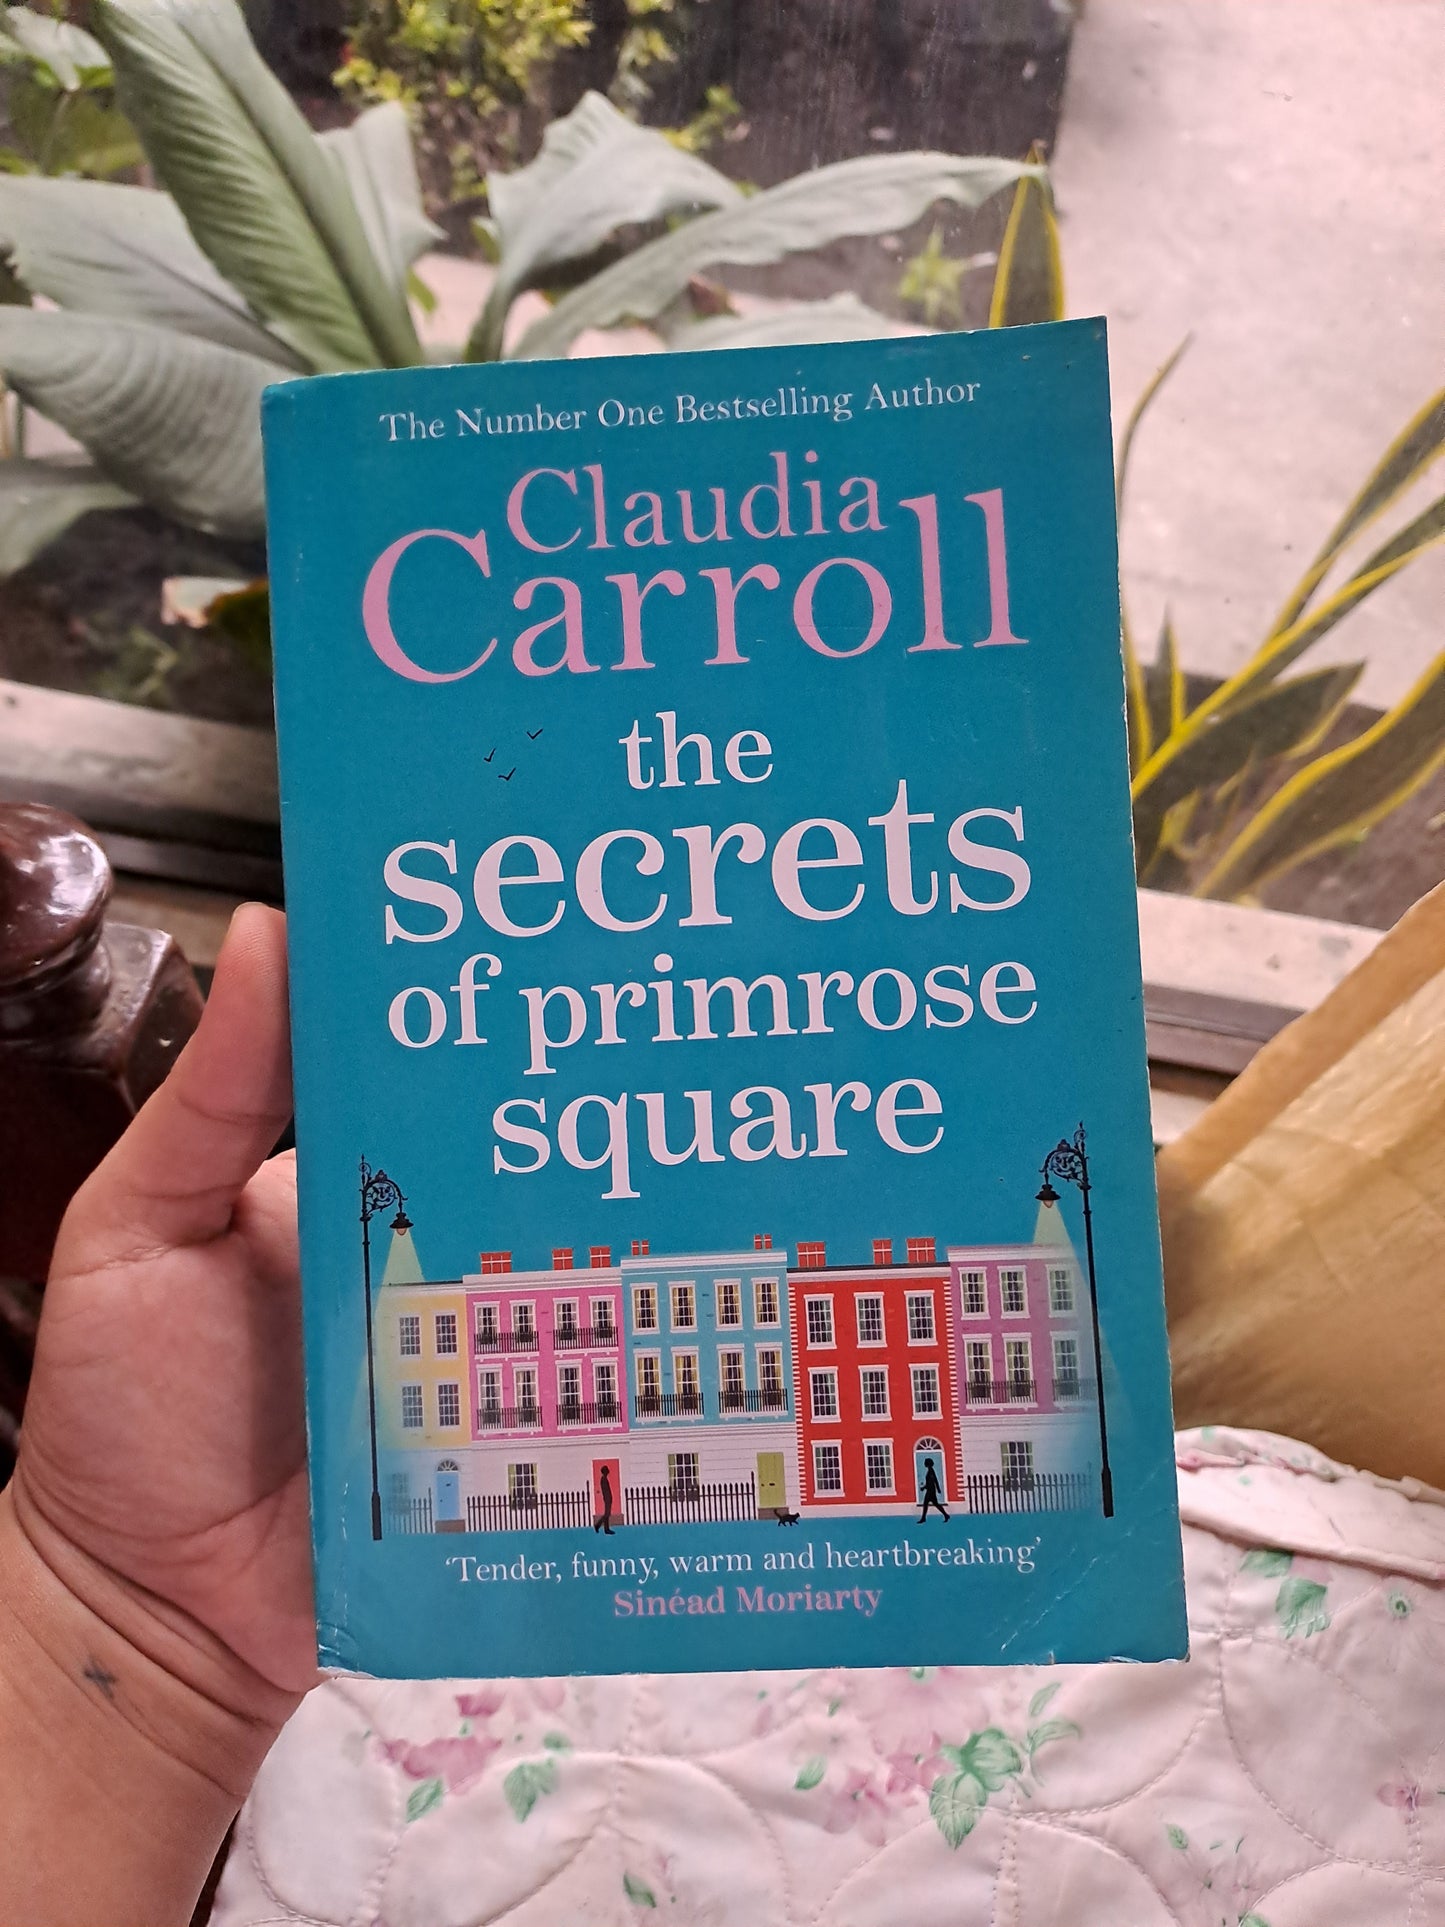 The Number One Bestselling Author
Claudia
Carroll
the
secrets
of primrose
square
‘Tender, funny, warm and heartbreaking’
Sinéad Moriarty